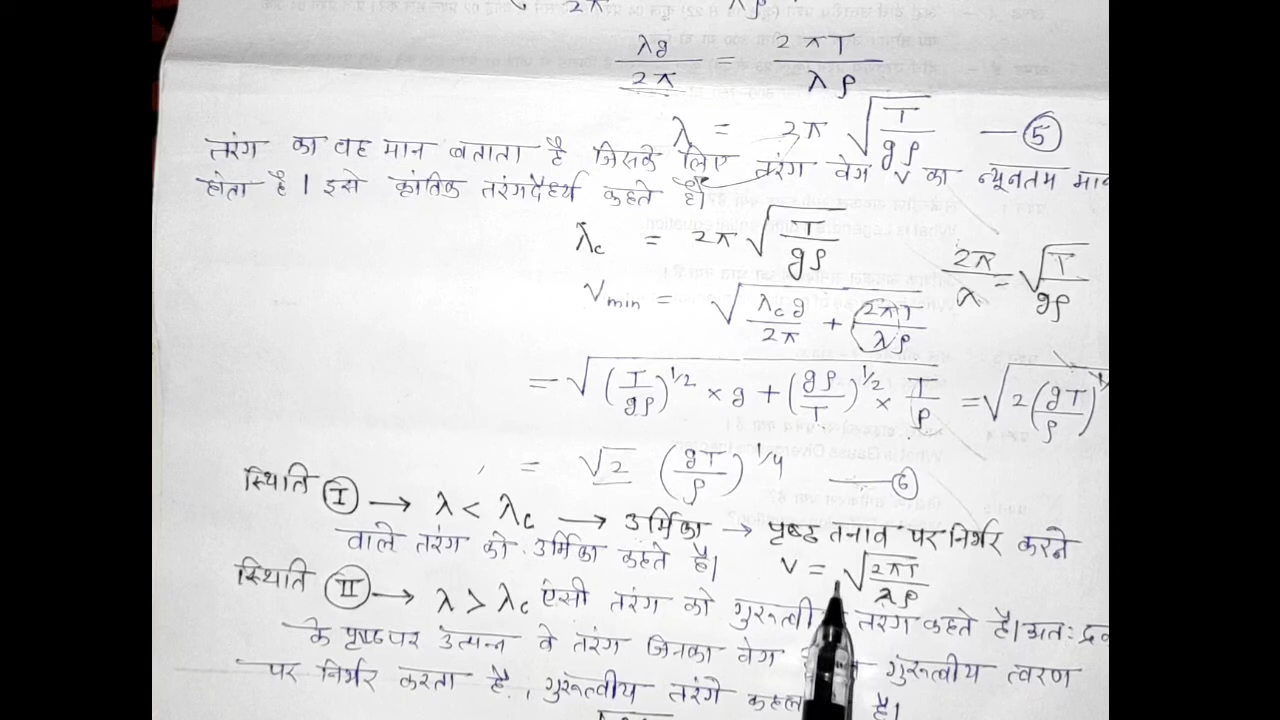 λg/2π = 2πT/λρ
λ = 2π √(T/gρ) — ⑤
तरंग का वह मान बताता है जिसके लिए तरंग वेग v का न्यूनतम मान
होता है। इसे क्रांतिक तरंगदैर्ध्य कहते है।
λc = 2π √(T/gρ)
2π/λ = √(T/gρ)
Vmin = √(λc g/2π + 2πT/λρ)
= √((T/gρ)^1/2 × g + (gρ/T)^1/2 × T/ρ) = √(2(gT/ρ)
= √2 (gT/ρ)^1/4 — ⑥
स्थिति Ⅰ → λ < λc → उर्मिका → पृष्ठ तनाव पर निर्भर करने
वाले तरंग को उर्मिका कहते है। v = √(2πT/λρ)
स्थिति Ⅱ → λ > λc ऐसी तरंग को गुरूत्वीय तरंग कहते है। अतः
के पृष्ठ पर उत्पन्न वे तरंग जिनका वेग गुरूत्वीय त्वरण
पर निर्भर करता है, गुरूत्वीय तरंगे है।